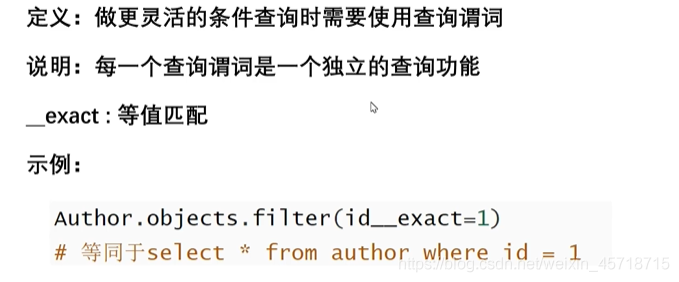 定义：做更灵活的条件查询时需要使用查询谓词
说明：每一个查询谓词是一个独立的查询功能
__exact : 等值匹配
示例：
Author.objects.filter(id__exact=1)
# 等同于select * from author where id = 1
https://blog.csdn.net/weixin_45718715